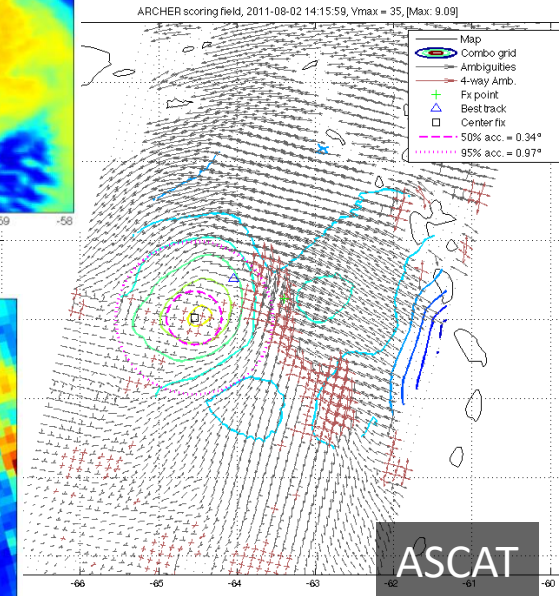 ARCHER scoring field, 2011-08-02 14:15:59, Ymax = 35, [Max: 9.09]
Map
Combo grid
Ambiguities
4-way Amb.
Fx point
Best track
Center fix
50% acc. = 0.34°
95% acc. = 0.97°
-58
ASCAT
-66 -65 -64 -63 -62 -61 -60